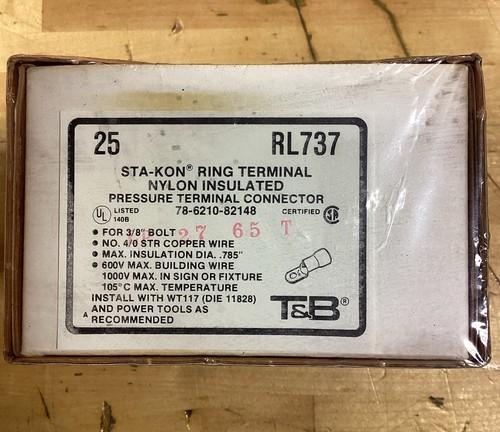 25 RL737
STA-KON® RING TERMINAL
NYLON INSULATED
PRESSURE TERMINAL CONNECTOR
UL LISTED 140B 78-6210-82148 CERTIFIED
• FOR 3/8" BOLT
27 65 T
• NO. 4/0 STR COPPER WIRE
• MAX. INSULATION DIA. .785"
• 600V MAX. BUILDING WIRE
1000V MAX. IN SIGN OR FIXTURE
105°C MAX. TEMPERATURE
INSTALL WITH WT117 (DIE 11828)
AND POWER TOOLS AS
A RECOMMENDED
T&B®